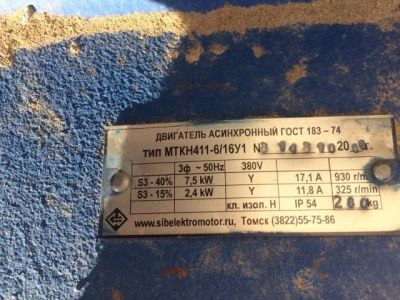 ДВИГАТЕЛЬ АСИНХРОННЫЙ ГОСТ 183-74
ТИП МТКН411-6/16У1 № 20 г.
3ф ~ 50Hz 380V
S3 - 40% 7,5 kW Y 17,1 A 930 r/min
S3 - 15% 2,4 kW Y 11,8 A 325 r/min
кл. изол. Н IP 54 280 kg
www.sibelektromotor.ru, Томск (3822)55-75-86